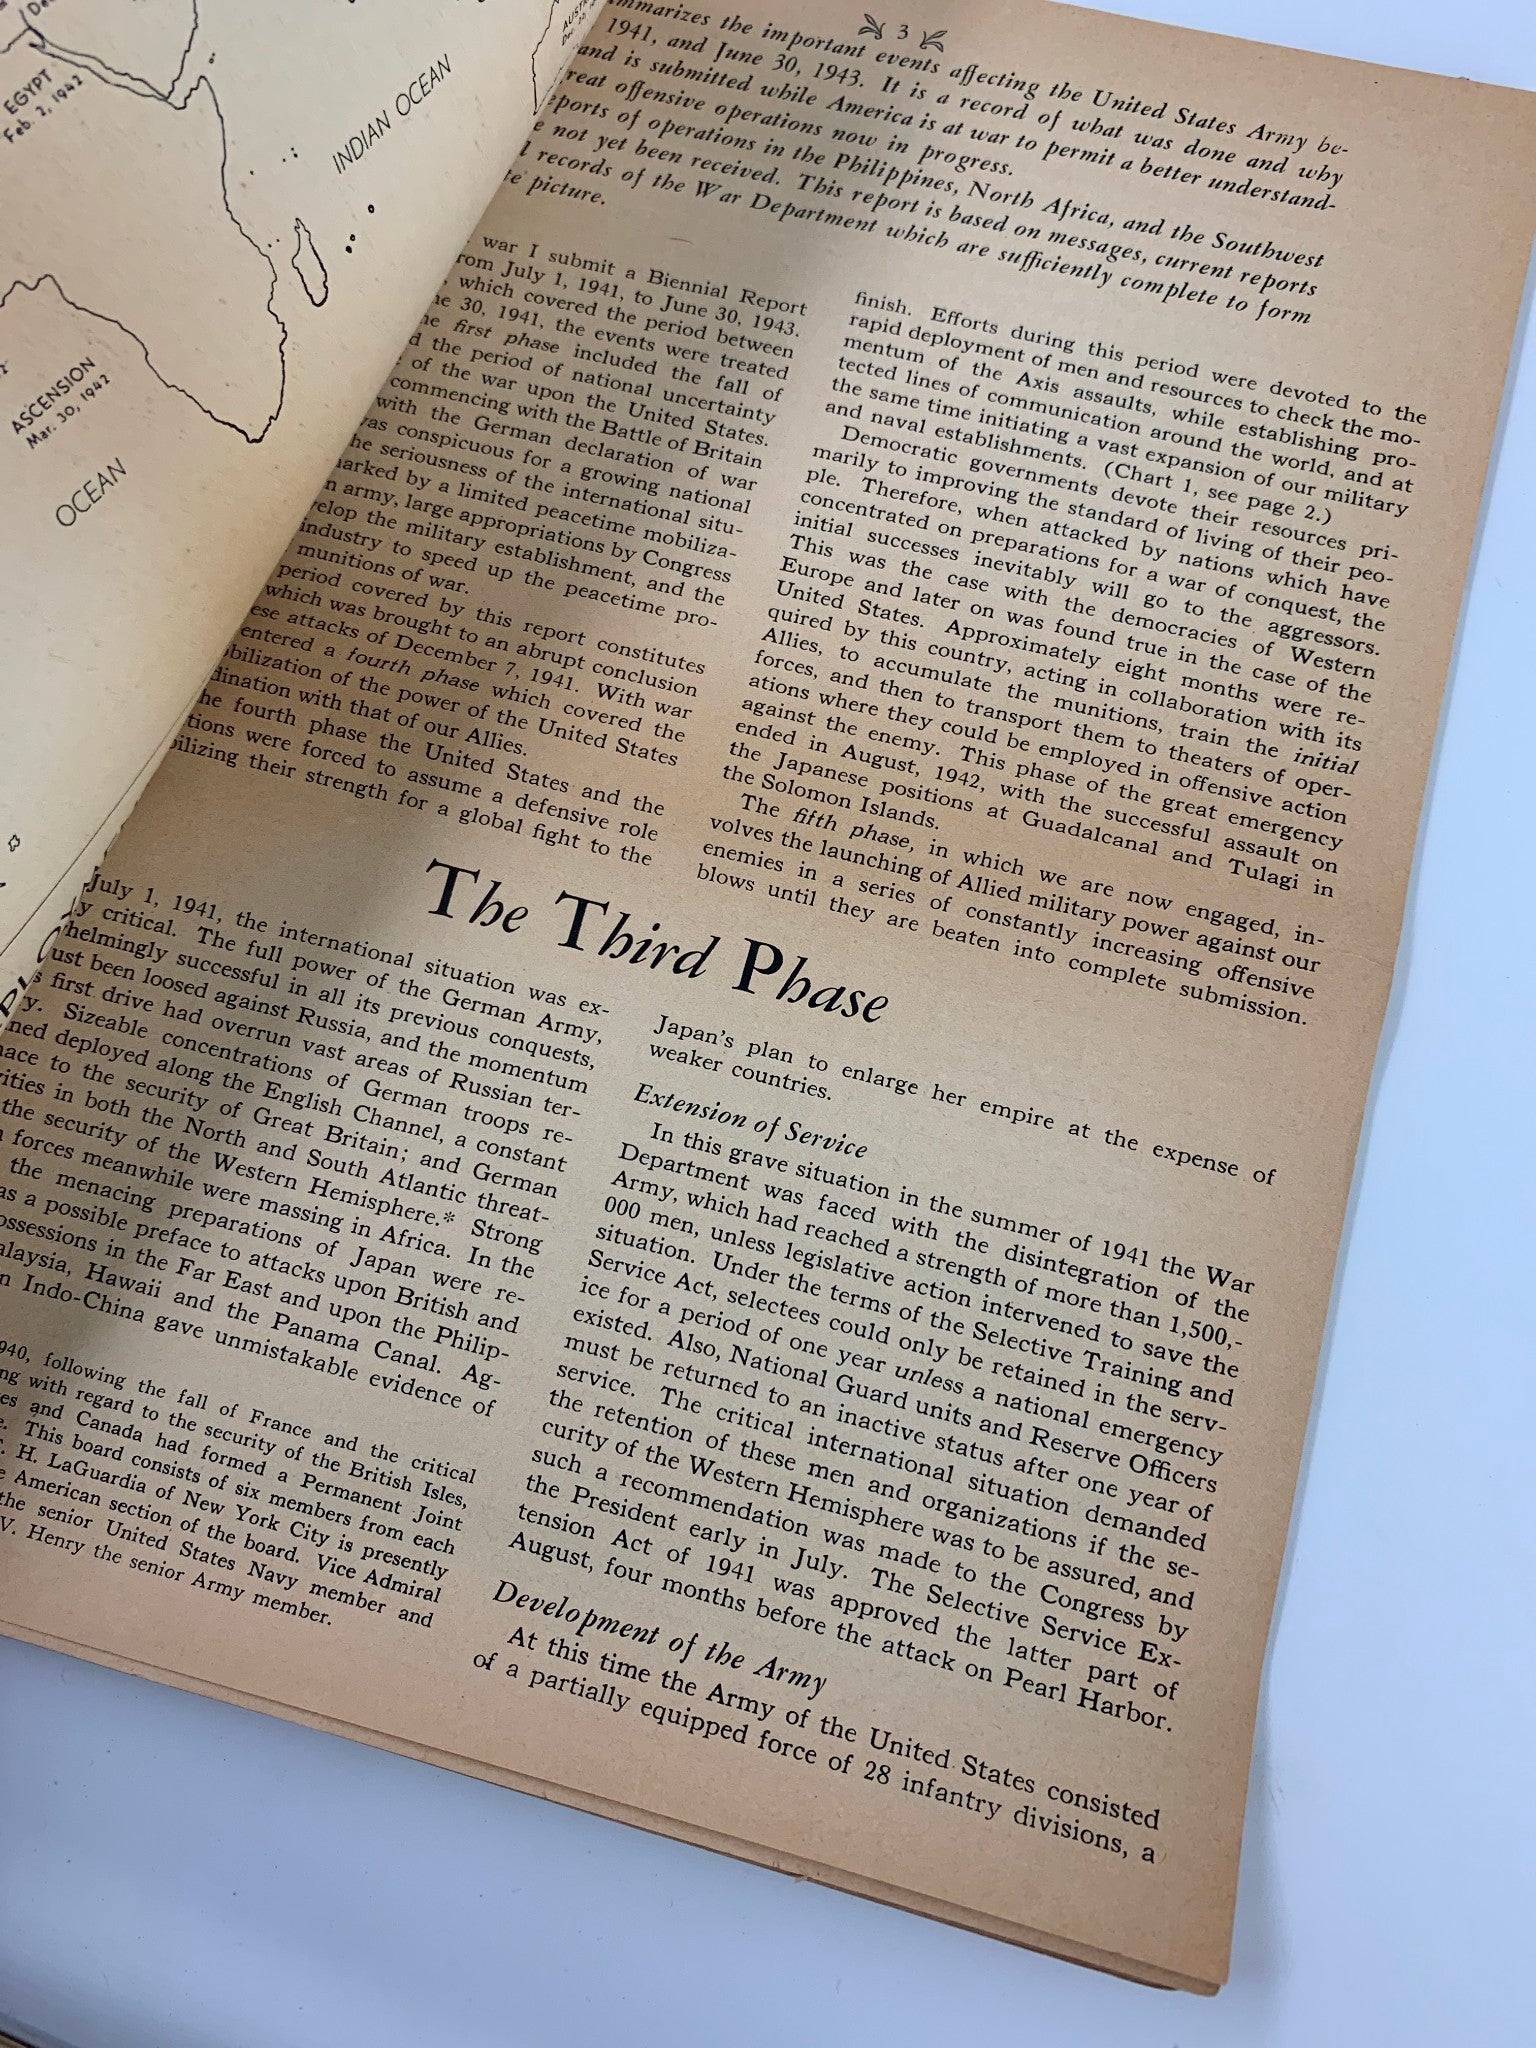 EGYPT
Feb. 2, 1942
INDIAN OCEAN
ASCENSION
Mar. 30, 1942
OCEAN
3
the important events affecting the United States Army be-
1941, and June 30, 1943. It is a record of what was done and why
and is submitted while America is at war to permit a better understand-
offensive operations now in progress.
of operations in the Philippines, North Africa, and the Southwest
not yet been received. This report is based on messages, current reports
records of the War Department which are sufficiently complete to form
picture.
war I submit a Biennial Report
from July 1, 1941, to June 30, 1943.
, which covered the period between
30, 1941, the events were treated
first phase included the fall of
the period of national uncertainty
of the war upon the United States.
commencing with the Battle of Britain
with the German declaration of war
was conspicuous for a growing national
the seriousness of the international situ-
marked by a limited peacetime mobiliza-
army, large appropriations by Congress
the military establishment, and the
industry to speed up the peacetime pro-
munitions of war.
period covered by this report constitutes
which was brought to an abrupt conclusion
attacks of December 7, 1941. With war
entered a fourth phase which covered the
of the power of the United States
with that of our Allies.
the fourth phase the United States and the
were forced to assume a defensive role
their strength for a global fight to the
finish. Efforts during this period were devoted to the
rapid deployment of men and resources to check the mo-
mentum of the Axis assaults, while establishing pro-
tected lines of communication around the world, and at
the same time initiating a vast expansion of our military
and naval establishments. (Chart 1, see page 2.)
Democratic governments devote their resources pri-
marily to improving the standard of living of their peo-
ple. Therefore, when attacked by nations which have
concentrated on preparations for a war of conquest, the
initial successes inevitably will go to the aggressors.
This was the case with the democracies of Western
Europe and later on was found true in the case of the
United States. Approximately eight months were re-
quired by this country, acting in collaboration with its
Allies, to accumulate the munitions, train the initial
forces, and then to transport them to theaters of oper-
ations where they could be employed in offensive action
against the enemy. This phase of the great emergency
ended in August, 1942, with the successful assault on
the Japanese positions at Guadalcanal and Tulagi in
the Solomon Islands.
The fifth phase, in which we are now engaged, in-
volves the launching of Allied military power against our
enemies in a series of constantly increasing offensive
blows until they are beaten into complete submission.
The Third Phase
July 1, 1941, the international situation was ex-
critical. The full power of the German Army,
successful in all its previous conquests,
just been loosed against Russia, and the momentum
first drive had overrun vast areas of Russian ter-
Sizeable concentrations of German troops re-
deployed along the English Channel, a constant
to the security of Great Britain; and German
in both the North and South Atlantic threat-
the security of the Western Hemisphere.* Strong
forces meanwhile were massing in Africa. In the
the menacing preparations of Japan were re-
as a possible preface to attacks upon British and
in the Far East and upon the Philip-
Hawaii and the Panama Canal. Ag-
Indo-China gave unmistakable evidence of
following the fall of France and the critical
with regard to the security of the British Isles,
and Canada had formed a Permanent Joint
This board consists of six members from each
H. LaGuardia of New York City is presently
American section of the board. Vice Admiral
the senior United States Navy member and
V. Henry the senior Army member.
Japan's plan to enlarge her empire at the expense of
weaker countries.
Extension of Service
In this grave situation in the summer of 1941 the War
Department was faced with the disintegration of the
Army, which had reached a strength of more than 1,500,-
000 men, unless legislative action intervened to save the
situation. Under the terms of the Selective Training and
Service Act, selectees could only be retained in the serv-
ice for a period of one year unless a national emergency
existed. Also, National Guard units and Reserve Officers
must be returned to an inactive status after one year of
service. The critical international situation demanded
the retention of these men and organizations if the se-
curity of the Western Hemisphere was to be assured, and
such a recommendation was made to the Congress by
the President early in July. The Selective Service Ex-
tension Act of 1941 was approved the latter part of
August, four months before the attack on Pearl Harbor.
Development of the Army
At this time the Army of the United States consisted
of a partially equipped force of 28 infantry divisions, a